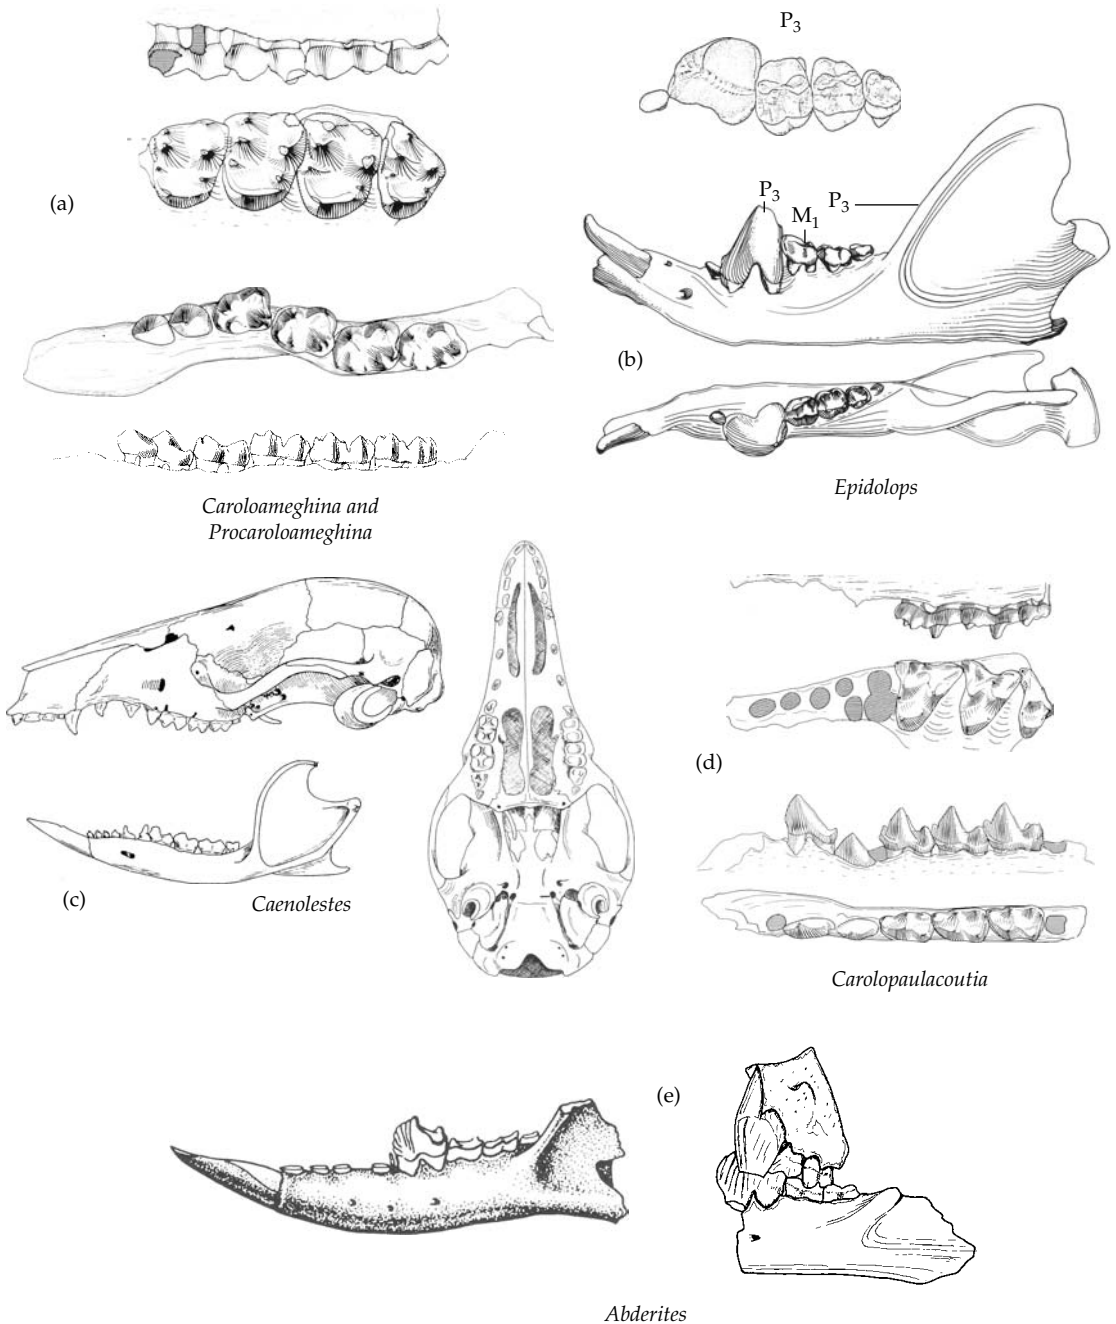 (a)
Caroloameghina and
Procaroloameghina
P3
P3
M1
P3
(b)
Epidolops
(c)
Caenolestes
(d)
Carolopaulacoutia
(e)
Abderites